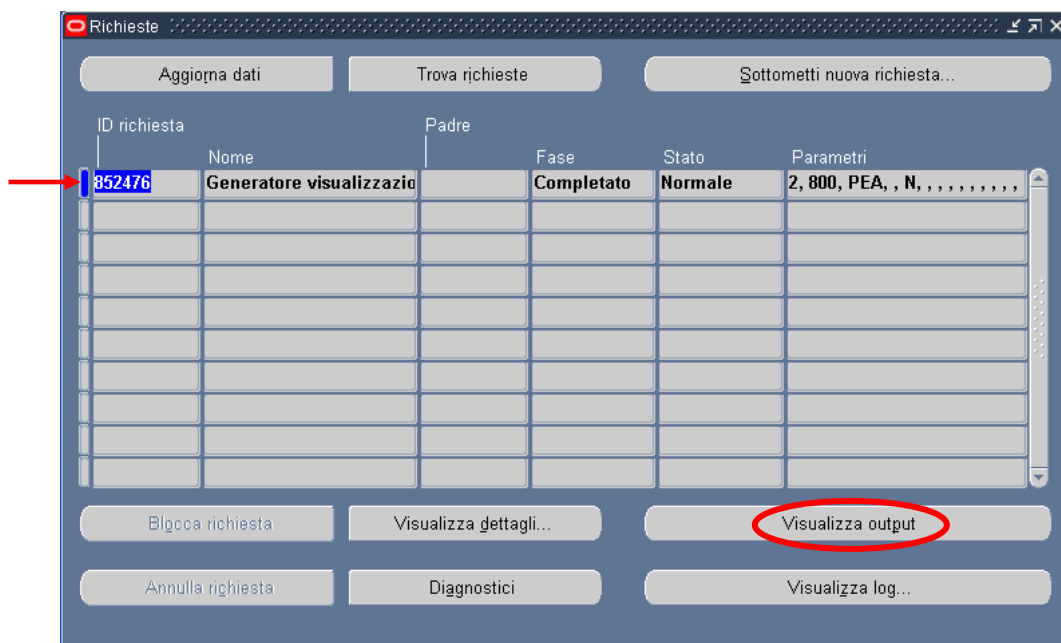 Richieste
Aggiorna dati Trova richieste Sottometti nuova richiesta...
ID richiesta Padre
Nome Fase Stato Parametri
852476 Generatore visualizzazio Completato Normale 2, 800, PEA, , N, , , , , , , , , ,
Blocca richiesta Visualizza dettagli... Visualizza output
Annulla richiesta Diagnostici Visualizza log...